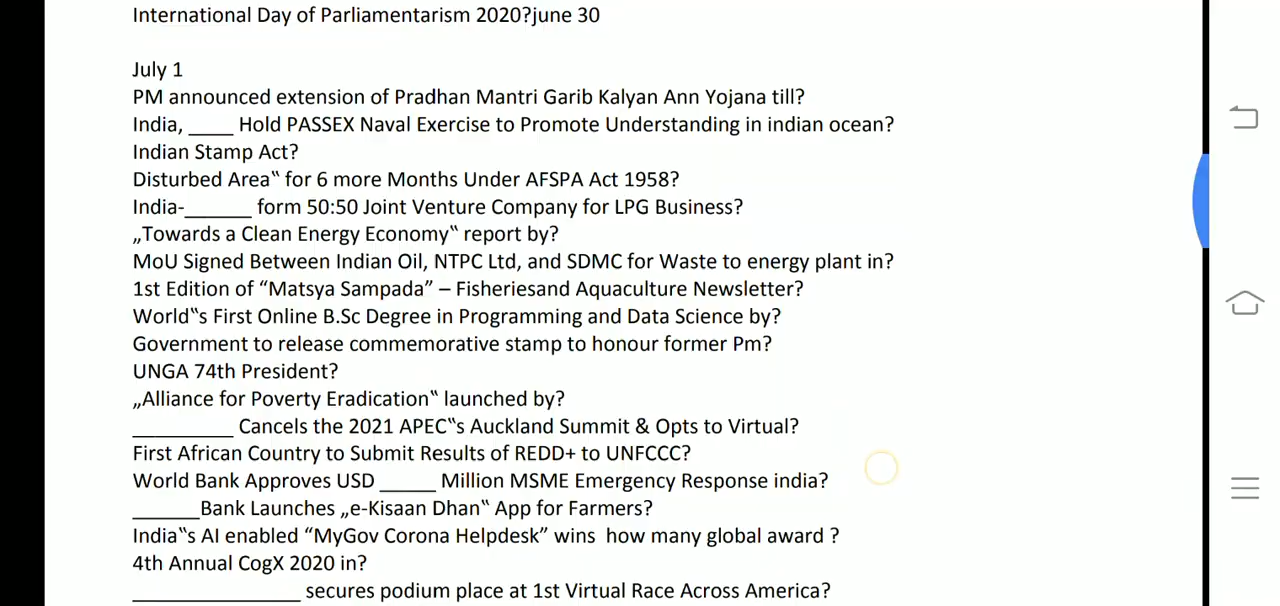 International Day of Parliamentarism 2020?june 30
July 1
PM announced extension of Pradhan Mantri Garib Kalyan Ann Yojana till?
India, ____ Hold PASSEX Naval Exercise to Promote Understanding in indian ocean?
Indian Stamp Act?
Disturbed Area‟ for 6 more Months Under AFSPA Act 1958?
India-______ form 50:50 Joint Venture Company for LPG Business?
„Towards a Clean Energy Economy‟ report by?
MoU Signed Between Indian Oil, NTPC Ltd, and SDMC for Waste to energy plant in?
1st Edition of “Matsya Sampada” – Fisheriesand Aquaculture Newsletter?
World‟s First Online B.Sc Degree in Programming and Data Science by?
Government to release commemorative stamp to honour former Pm?
UNGA 74th President?
„Alliance for Poverty Eradication‟ launched by?
_________ Cancels the 2021 APEC‟s Auckland Summit & Opts to Virtual?
First African Country to Submit Results of REDD+ to UNFCCC?
World Bank Approves USD _____ Million MSME Emergency Response india?
______Bank Launches „e-Kisaan Dhan‟ App for Farmers?
India‟s AI enabled “MyGov Corona Helpdesk” wins  how many global award ?
4th Annual CogX 2020 in?
_______________ secures podium place at 1st Virtual Race Across America?